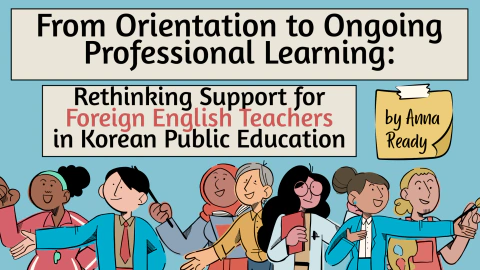 From Orientation to Ongoing
Professional Learning:
Rethinking Support for
Foreign English Teachers
in Korean Public Education
by Anna
Ready